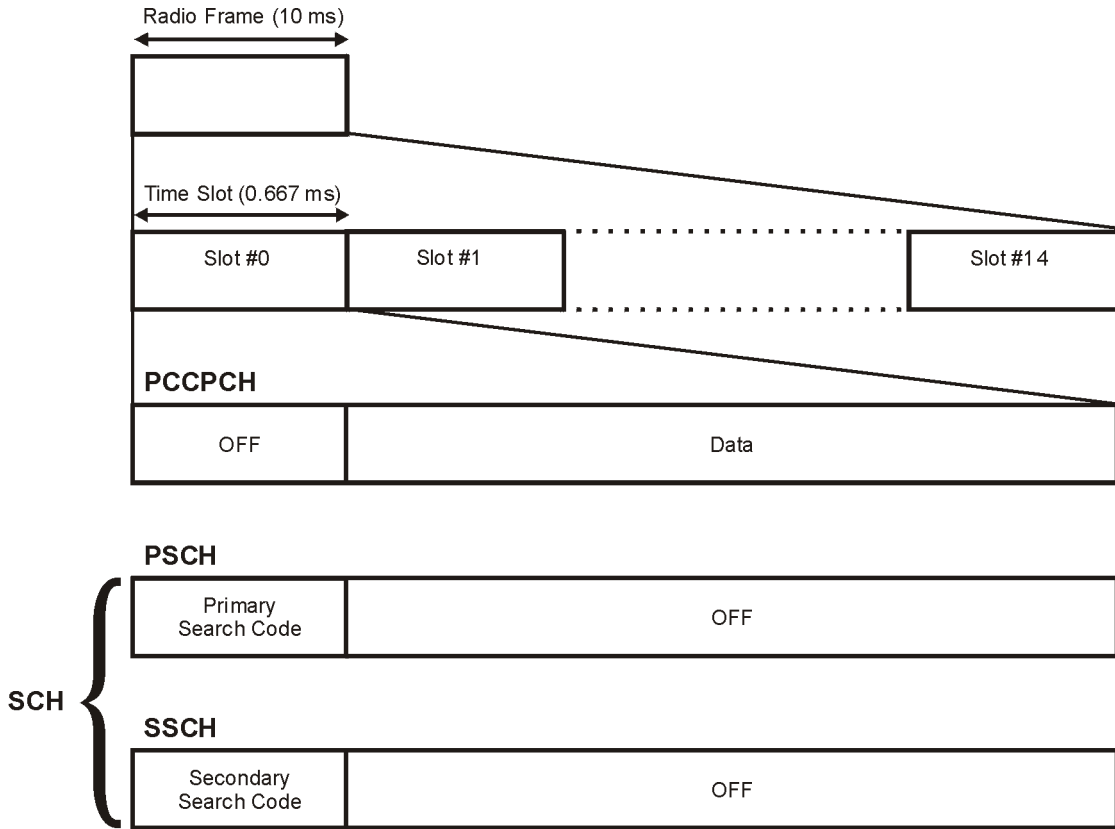 Radio Frame (10 ms)
Time Slot (0.667 ms)
Slot #0
Slot #1
Slot #14
PCCPCH
OFF
Data
PSCH
Primary
Search Code
OFF
SCH
SSCH
Secondary
Search Code
OFF